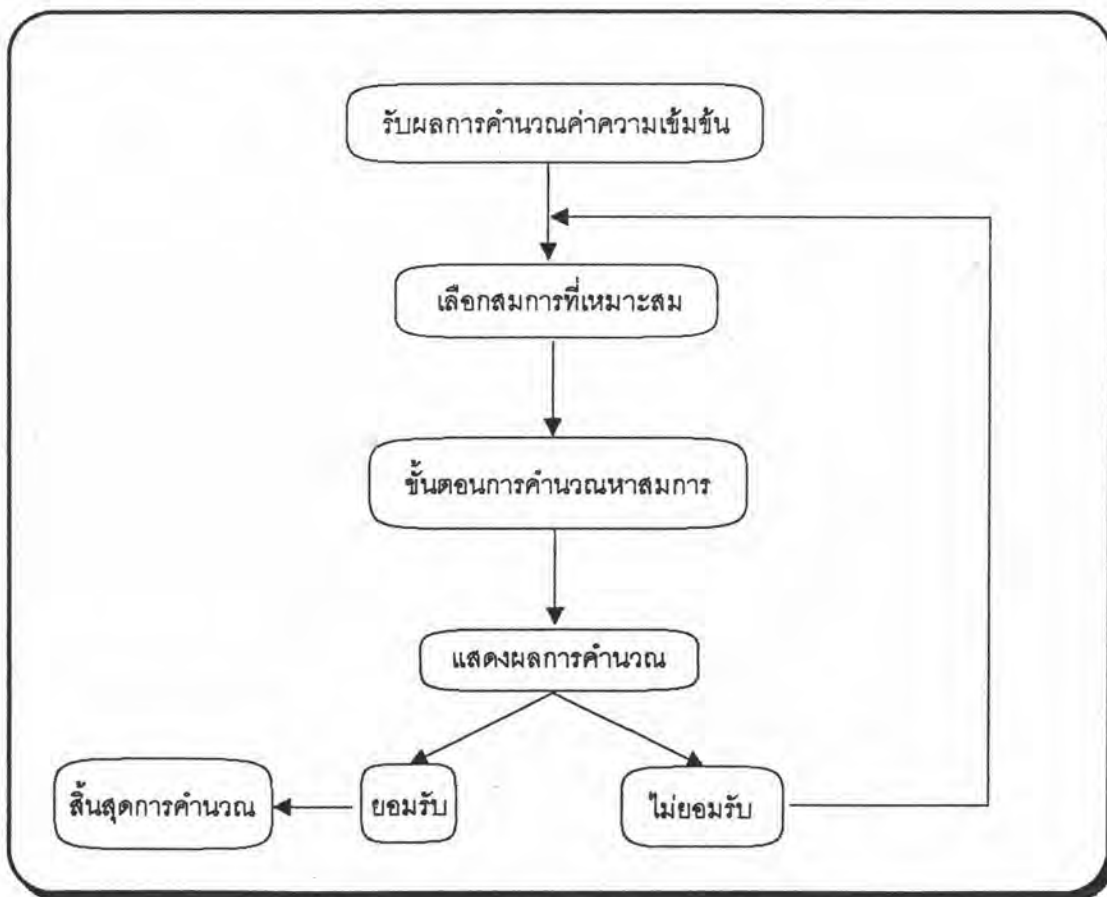 รับผลการคำนวณค่าความเข้มข้น
เลือกสมการที่เหมาะสม
ขั้นตอนการคำนวณหาสมการ
แสดงผลการคำนวณ
สิ้นสุดการคำนวณ
ยอมรับ
ไม่ยอมรับ